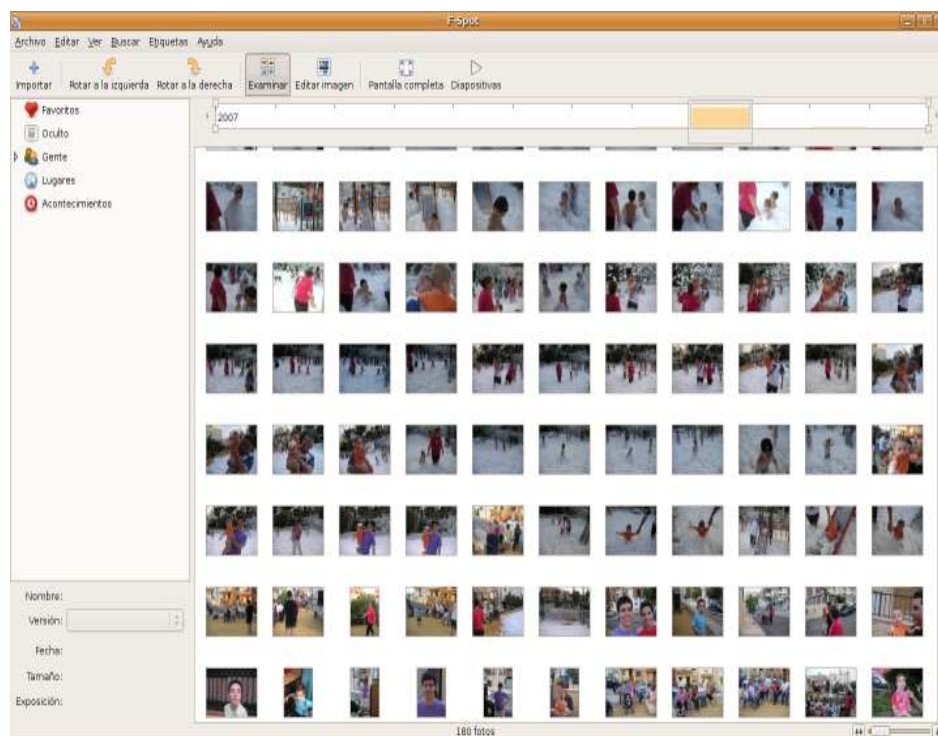 F-Spot
Archivo Editar Ver Buscar Etiquetas Ayuda
Importar Rotar a la izquierda Rotar a la derecha Examinar Editar imagen Pantalla completa Diapositivas
Favoritos
Oculto
Gente
Lugares
Acontecimientos
2007
Nombre:
Versión:
Fecha:
Tamaño:
Exposición:
180 fotos